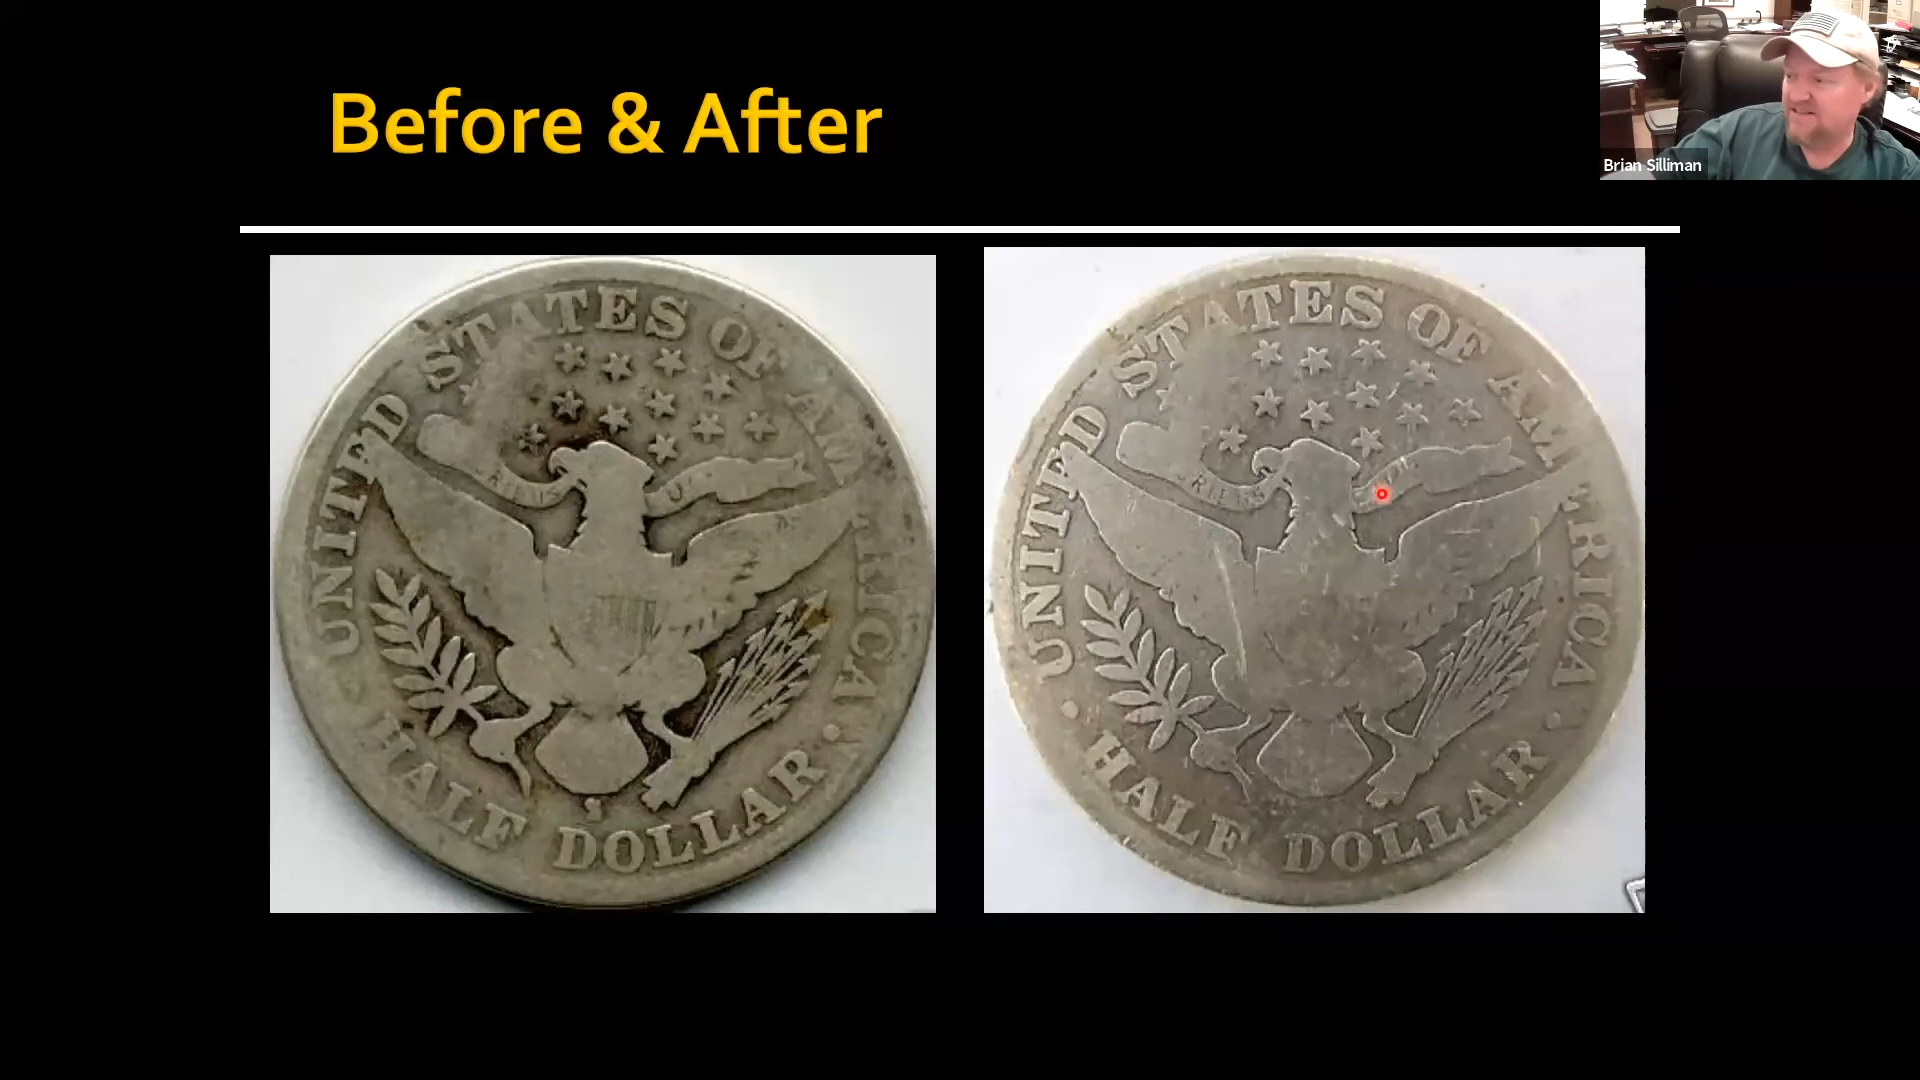 Before & After
Brian Silliman
UNITED STATES OF AMERICA
HALF DOLLAR
S
UNITED STATES OF AMERICA
HALF DOLLAR